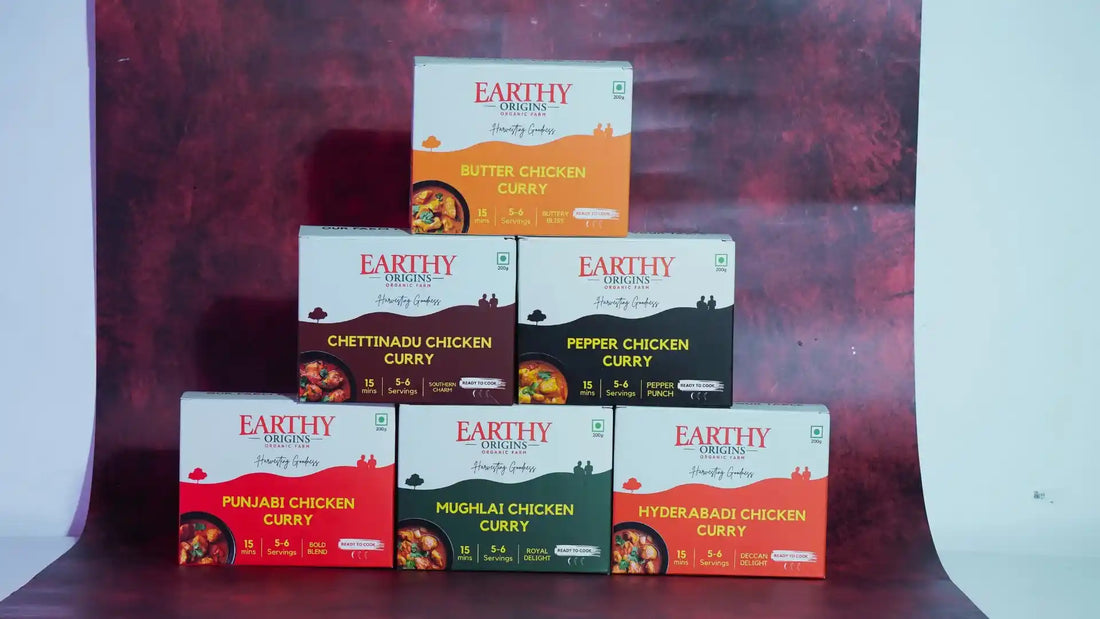 EARTHY
ORIGINS
ORGANIC FARM
Harvesting Goodness
200g
BUTTER CHICKEN
CURRY
15 mins
5-6 Servings
BUTTERY BLISS
READY TO COOK
EARTHY
ORIGINS
ORGANIC FARM
Harvesting Goodness
200g
CHETTINADU CHICKEN
CURRY
15 mins
5-6 Servings
SOUTHERN CHARM
READY TO COOK
EARTHY
ORIGINS
ORGANIC FARM
Harvesting Goodness
200g
PEPPER CHICKEN
CURRY
15 mins
5-6 Servings
PEPPER PUNCH
READY TO COOK
EARTHY
ORIGINS
ORGANIC FARM
Harvesting Goodness
200g
PUNJABI CHICKEN
CURRY
15 mins
5-6 Servings
BOLD BLEND
READY TO COOK
EARTHY
ORIGINS
ORGANIC FARM
Harvesting Goodness
200g
MUGHLAI CHICKEN
CURRY
15 mins
5-6 Servings
ROYAL DELIGHT
READY TO COOK
EARTHY
ORIGINS
ORGANIC FARM
Harvesting Goodness
200g
HYDERABADI CHICKEN
CURRY
15 mins
5-6 Servings
DECCAN DELIGHT
READY TO COOK